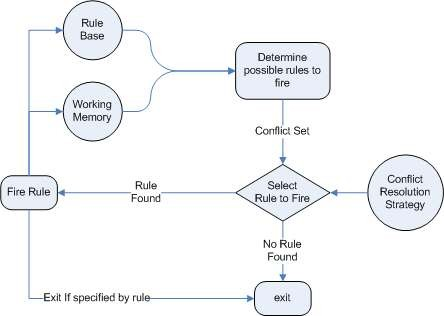 Rule
Base
Determine
possible rules to
fire
Working
Memory
Conflict Set
Rule
Found
Select
Rule to Fire
Conflict
Resolution
Strategy
Fire Rule
No Rule
Found
Exit If specified by rule
exit